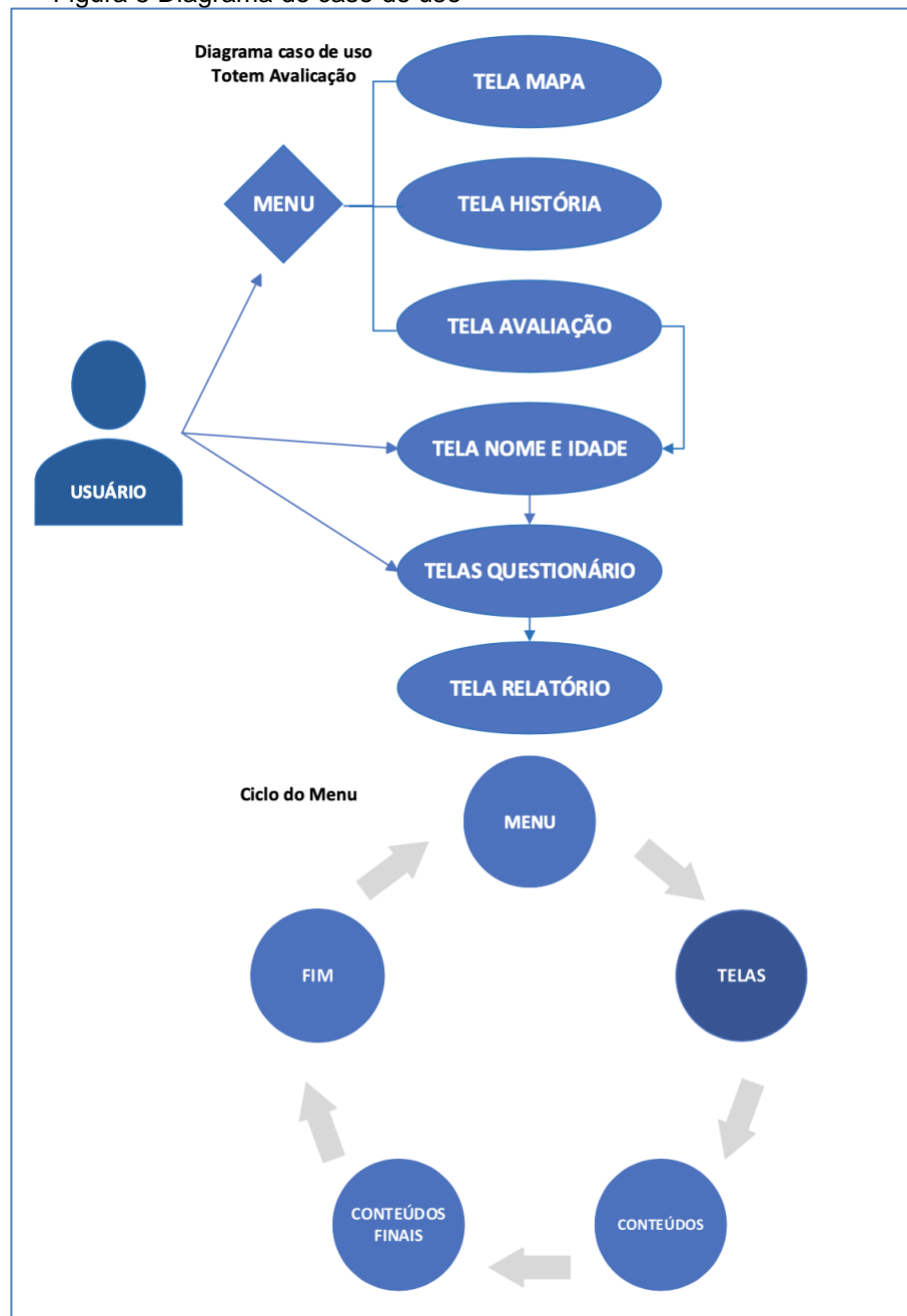 Diagrama caso de uso
Totem Avalicação
TELA MAPA
MENU
TELA HISTÓRIA
TELA AVALIAÇÃO
TELA NOME E IDADE
USUÁRIO
TELAS QUESTIONÁRIO
TELA RELATÓRIO
Ciclo do Menu
MENU
FIM
TELAS
CONTEÚDOS
FINAIS
CONTEÚDOS